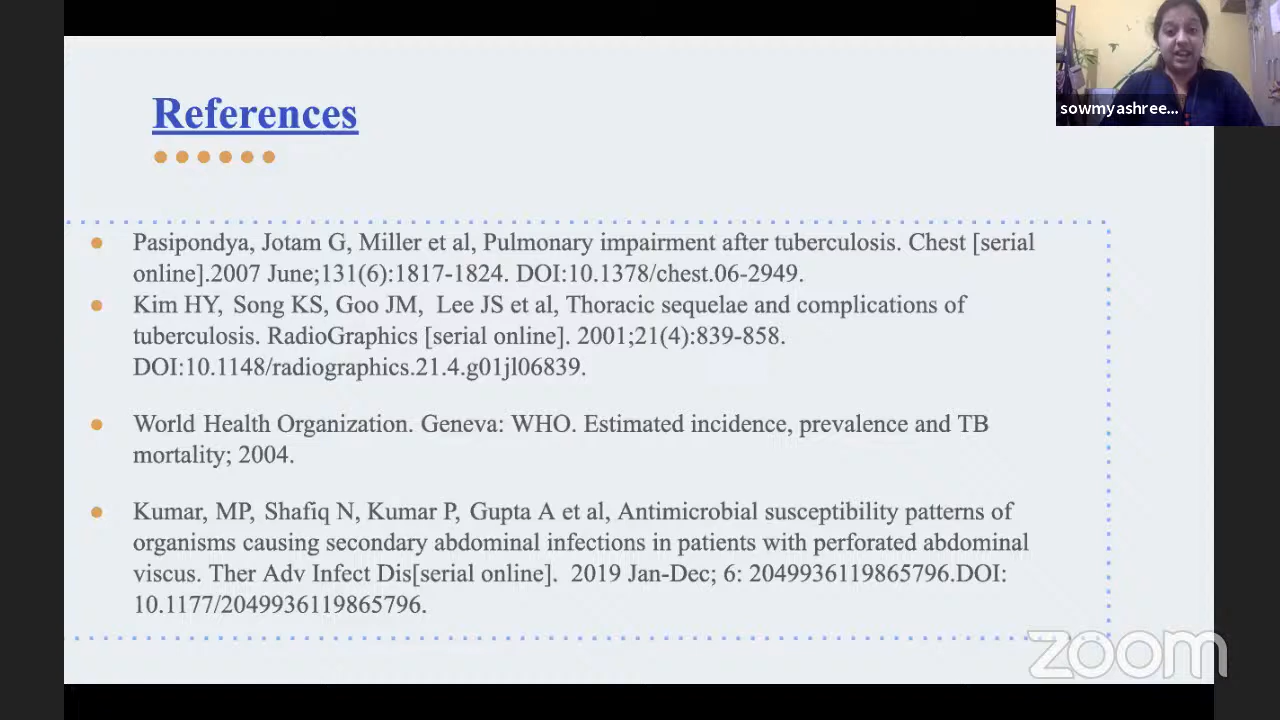 sowmyashree...
References
Pasipondya, Jotam G, Miller et al, Pulmonary impairment after tuberculosis. Chest [serial
online].2007 June;131(6):1817-1824. DOI:10.1378/chest.06-2949.
Kim HY, Song KS, Goo JM, Lee JS et al, Thoracic sequelae and complications of
tuberculosis. RadioGraphics [serial online]. 2001;21(4):839-858.
DOI:10.1148/radiographics.21.4.g01jl06839.
World Health Organization. Geneva: WHO. Estimated incidence, prevalence and TB
mortality; 2004.
Kumar, MP, Shafiq N, Kumar P, Gupta A et al, Antimicrobial susceptibility patterns of
organisms causing secondary abdominal infections in patients with perforated abdominal
viscus. Ther Adv Infect Dis[serial online]. 2019 Jan-Dec; 6: 2049936119865796.DOI:
10.1177/2049936119865796.
zoom